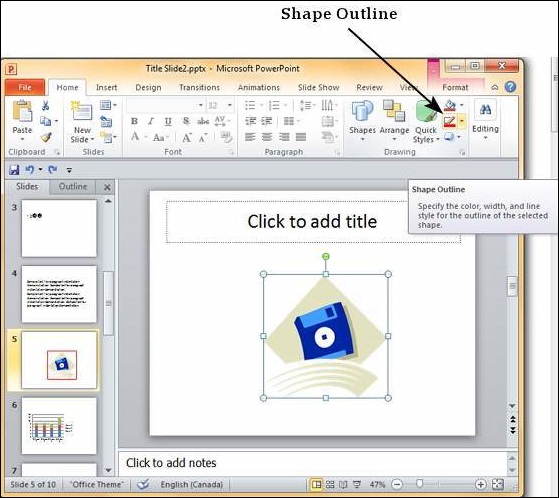 Shape Outline
Title Slide2.pptx - Microsoft PowerPoint
File Home Insert Design Transitions Animations Slide Show Review View Format
Paste
New Slide
Shapes
Arrange
Quick Styles
Editing
32
B I U S abc AV
Aa A
Clipboard Slides Font Paragraph Drawing
Slides Outline
Shape Outline
Specify the color, width, and line
style for the outline of the selected
shape.
3
4
5
6
7
Click to add title
Click to add notes
Slide 5 of 10 "Office Theme" English (Canada) 47%